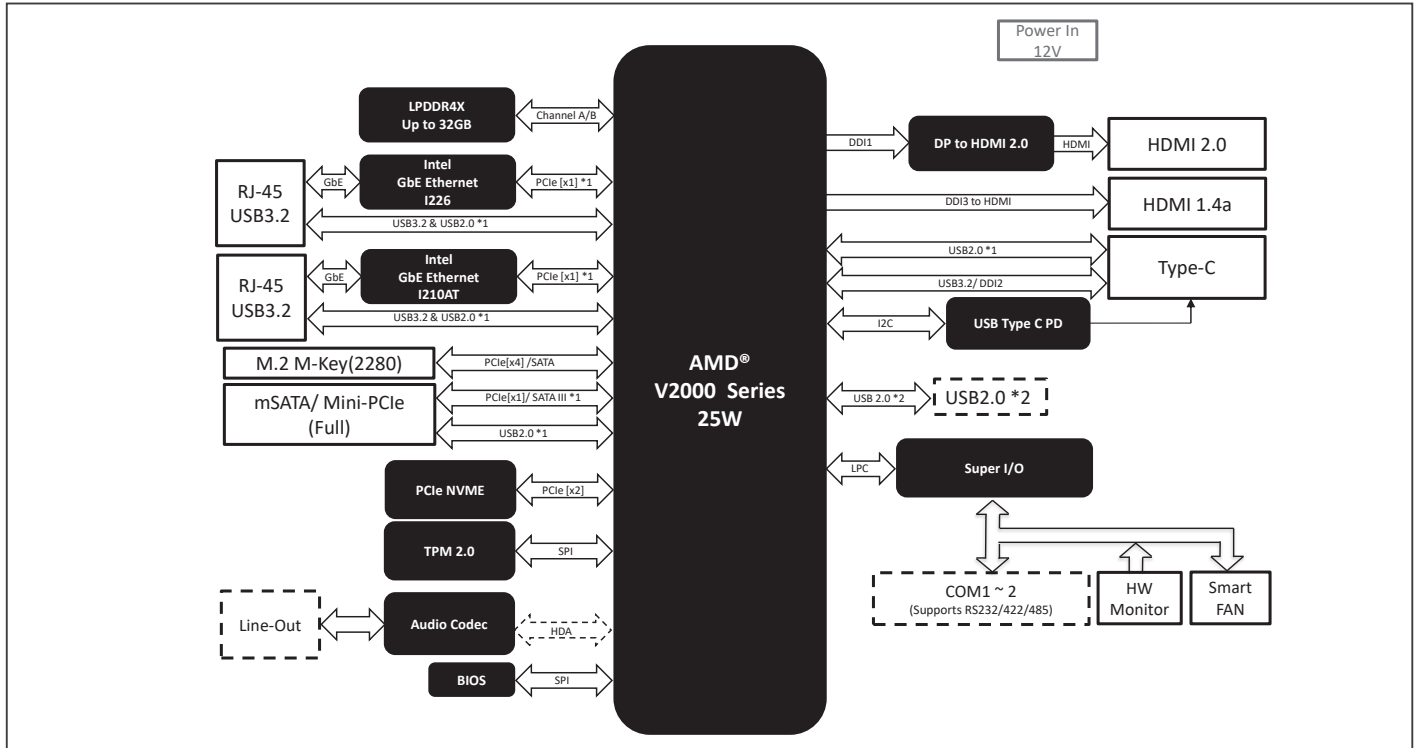 Power In
12V
LPDDR4X
Up to 32GB
Channel A/B
RJ-45
USB3.2
GbE
Intel
GbE Ethernet
I226
PCIe [x1] *1
USB3.2 & USB2.0 *1
RJ-45
USB3.2
GbE
Intel
GbE Ethernet
I210AT
PCIe [x1] *1
USB3.2 & USB2.0 *1
M.2 M-Key(2280)
PCIe[x4] /SATA
mSATA/ Mini-PCIe
(Full)
PCIe[x1]/ SATA III *1
USB2.0 *1
PCIe NVME
PCIe [x2]
TPM 2.0
SPI
Line-Out
Audio Codec
HDA
BIOS
SPI
AMD®
V2000 Series
25W
DDI1
DP to HDMI 2.0
HDMI
HDMI 2.0
DDI3 to HDMI
HDMI 1.4a
USB2.0 *1
USB3.2/ DDI2
Type-C
I2C
USB Type C PD
USB 2.0 *2
USB2.0 *2
LPC
Super I/O
COM1 ~ 2
(Supports RS232/422/485)
HW
Monitor
Smart
FAN